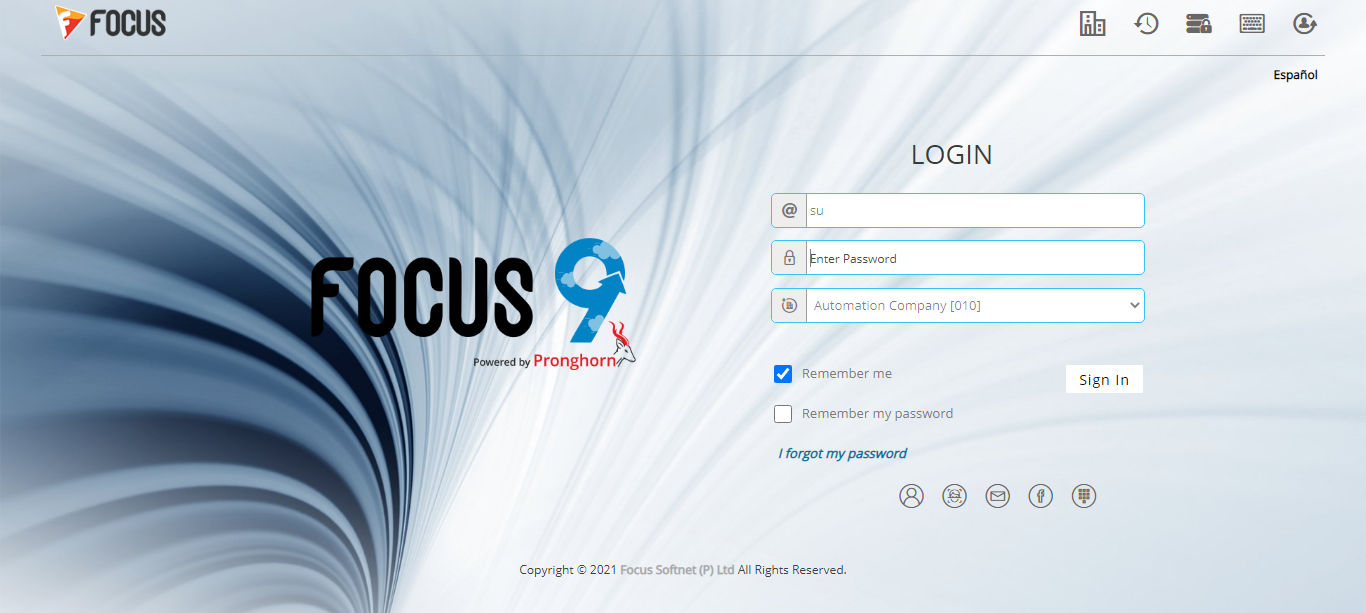 FOCUS
Español
LOGIN
@ su
Enter Password
Automation Company [010]
FOCUS 9
Powered by Pronghorn
Remember me
Sign In
Remember my password
I forgot my password
Copyright © 2021 Focus Softnet (P) Ltd All Rights Reserved.